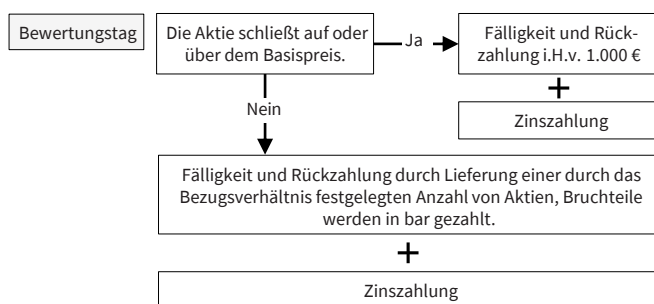 Bewertungstag
Die Aktie schließt auf oder
über dem Basispreis.
Ja
Fälligkeit und Rück-
zahlung i.H.v. 1.000 €
+
Zinszahlung
Nein
Fälligkeit und Rückzahlung durch Lieferung einer durch das
Bezugsverhältnis festgelegten Anzahl von Aktien, Bruchteile
werden in bar gezahlt.
+
Zinszahlung